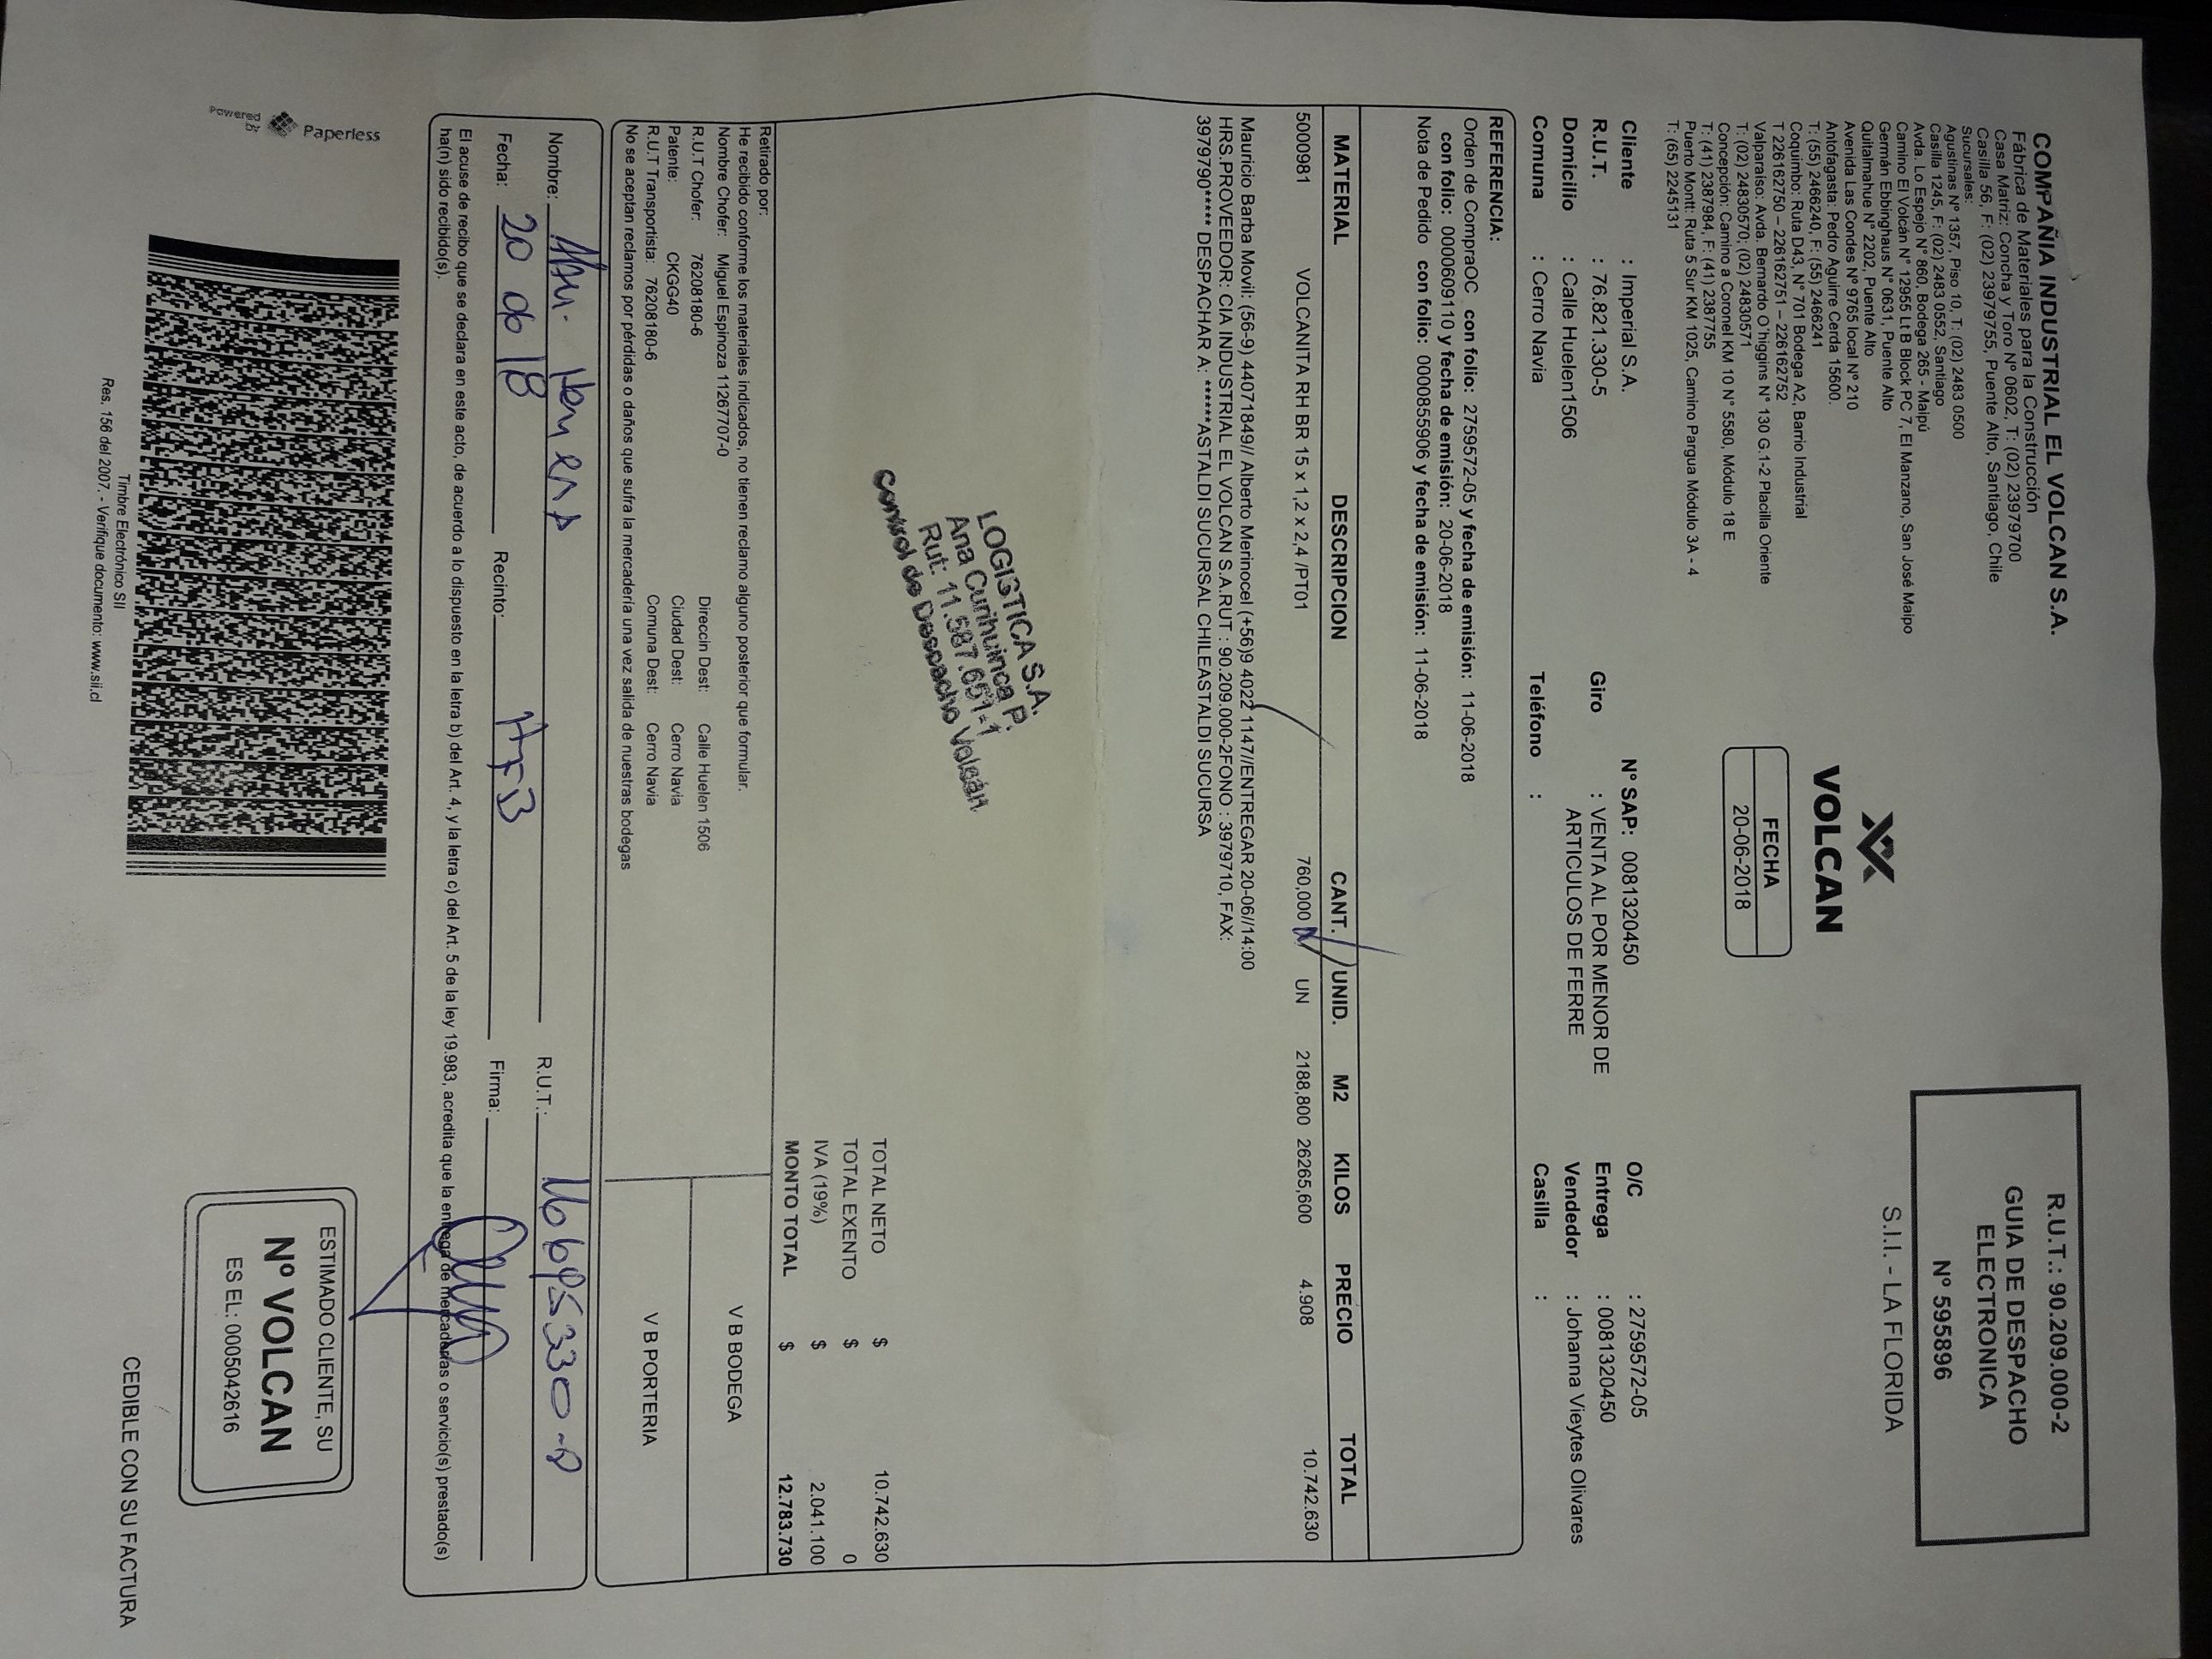 COMPAÑIA INDUSTRIAL EL VOLCAN S.A.
Fábrica de Materiales para la Construcción
Casa Matriz: Concha y Toro Nº 0602, T: (02) 23979700
Casilla 56, F: (02) 23979755, Puente Alto, Santiago, Chile
Sucursales:
Agustinas Nº 1357, Piso 10, T: (02) 2483 0500
Casilla 1245, F: (02) 2483 0552, Santiago
Avda. Lo Espejo Nº 860, Bodega 265 - Maipú
Camino El Volcán Nº 12955 Lt B Block PC 7, El Manzano, San José Maipo
Germán Ebbinghaus Nº 0631, Puente Alto
Quitalmahue Nº 2202, Puente Alto
Avenida Las Condes Nº 9765 local Nº 210
Antofagasta: Pedro Aguirre Cerda 15600.
T: (55) 2466240, F: (55) 2466241
Coquimbo: Ruta D43, N° 701 Bodega A2, Barrio Industrial
T 226162750 – 226162751 – 226162752
Valparaíso: Avda. Bernardo O'higgins N° 130 G.1-2 Placilla Oriente
T: (02) 24830570; (02) 24830571
Concepción: Camino a Coronel KM 10 N° 5580, Módulo 18 E
T: (41) 2387984, F: (41) 2387755
Puerto Montt: Ruta 5 Sur KM 1025, Camino Pargua Módulo 3A - 4
T: (65) 2245131
VOLCAN
FECHA
20-06-2018
R.U.T.: 90.209.000-2
GUIA DE DESPACHO
ELECTRONICA
Nº 595896
S.I.I. - LA FLORIDA
Cliente : Imperial S.A. N° SAP: 0081320450 O/C : 2759572-05
R.U.T. : 76.821.330-5 Giro : VENTA AL POR MENOR DE ARTICULOS DE FERRE Entrega : 0081320450
Domicilio : Calle Huelen1506 Vendedor : Johanna Vieytes Olivares
Comuna : Cerro Navia Teléfono : Casilla :
REFERENCIA:
Orden de CompraOC con folio: 2759572-05 y fecha de emisión: 11-06-2018
con folio: 0000609110 y fecha de emisión: 20-06-2018
Nota de Pedido con folio: 0000855906 y fecha de emisión: 11-06-2018
MATERIAL DESCRIPCION CANT. UNID. M2 KILOS PRECIO TOTAL
5000981 VOLCANITA RH BR 15 x 1,2 x 2,4 /PT01 760,000 UN 2188,800 26265,600 4.908 10.742.630
Mauricio Barba Movil: (56-9) 44071849// Alberto Merinocel (+56)9 4022 1147//ENTREGAR 20-06//14:00
HRS.PROVEEDOR: CIA INDUSTRIAL EL VOLCAN S.A.RUT : 90.209.000-2FONO : 3979710, FAX:
3979790***** DESPACHAR A: *****ASTALDI SUCURSAL CHILEASTALDI SUCURSA
LOGISTICA S.A.
Ana Curihuinca P.
Rut: 11.587.651-1
Control de Despacho Volcán
TOTAL NETO $ 10.742.630
TOTAL EXENTO $ 0
IVA (19%) $ 2.041.100
MONTO TOTAL $ 12.783.730
Retirado por:
He recibido conforme los materiales indicados, no tienen reclamo alguno posterior que formular.
Nombre Chofer: Miguel Espinoza 11267707-0
R.U.T Chofer: 76208180-6 Direccin Dest: Calle Huelen 1506
Patente: CKGG40 Ciudad Dest: Cerro Navia
R.U.T Transportista: 76208180-6 Comuna Dest: Cerro Navia
No se aceptan reclamos por pérdidas o daños que sufra la mercadería una vez salida de nuestras bodegas
V B BODEGA
V B PORTERIA
Nombre: R.U.T.:
Fecha: 20 06 18 Recinto: Firma:
El acuse de recibo que se declara en este acto, de acuerdo a lo dispuesto en la letra b) del Art. 4, y la letra c) del Art. 5 de la ley 19.983, acredita que la entrega de mercaderías o servicio(s) prestado(s)
ha(n) sido recibido(s).
Powered by Paperless
Timbre Electrónico SII
Res. 156 del 2007. - Verifique documento: www.sii.cl
ESTIMADO CLIENTE, SU
Nº VOLCAN
ES EL: 0005042616
CEDIBLE CON SU FACTURA